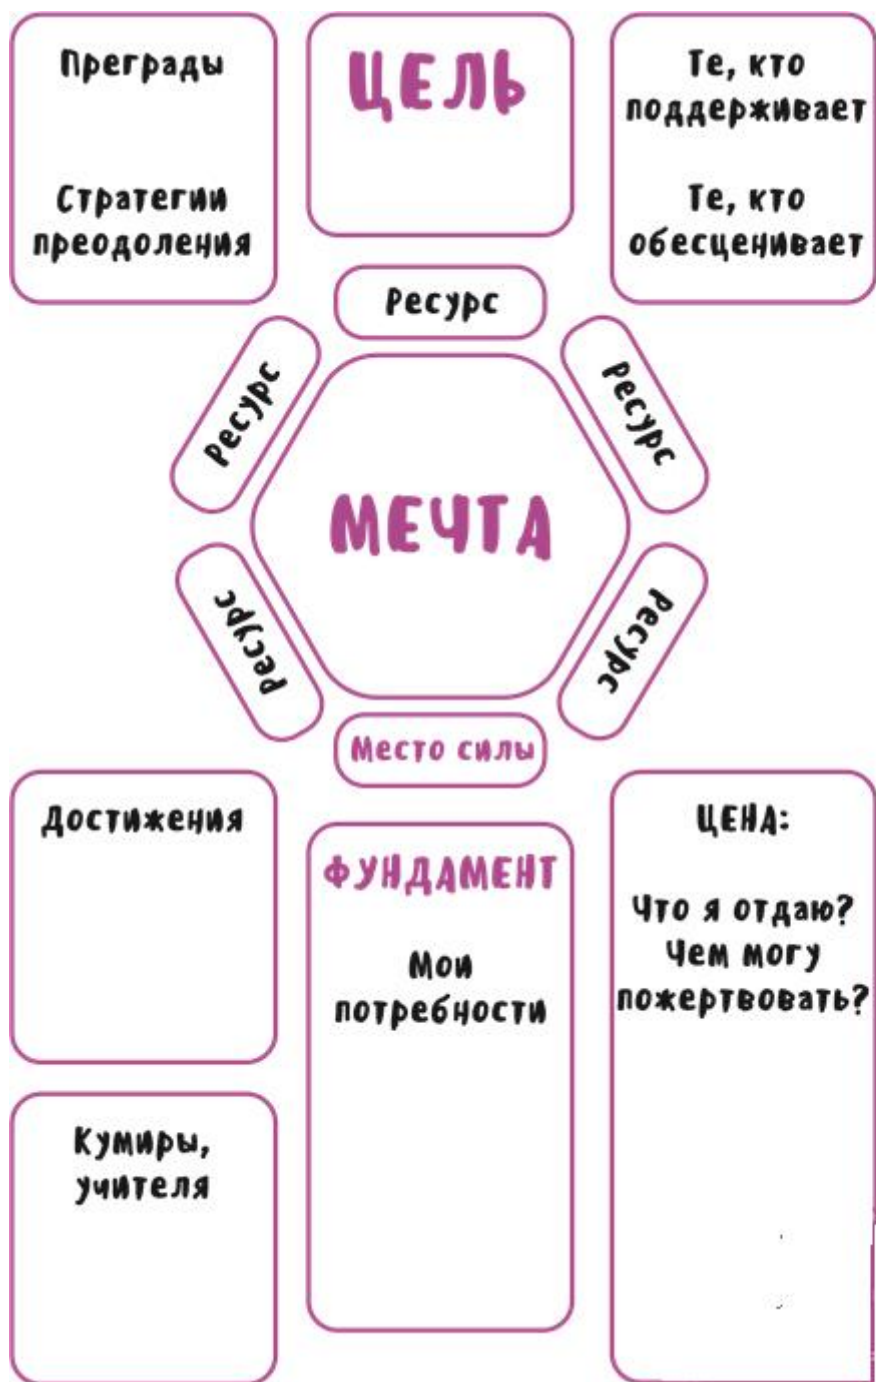 Преграды
Стратегии
преодоления
ЦЕЛЬ
Те, кто
поддерживает
Те, кто
обесценивает
Ресурс
Ресурс
Ресурс
МЕЧТА
Ресурс
Ресурс
Место силы
Достижения
ФУНДАМЕНТ
Мои
потребности
ЦЕНА:
Что я отдаю?
Чем могу
пожертвовать?
Кумиры,
учителя